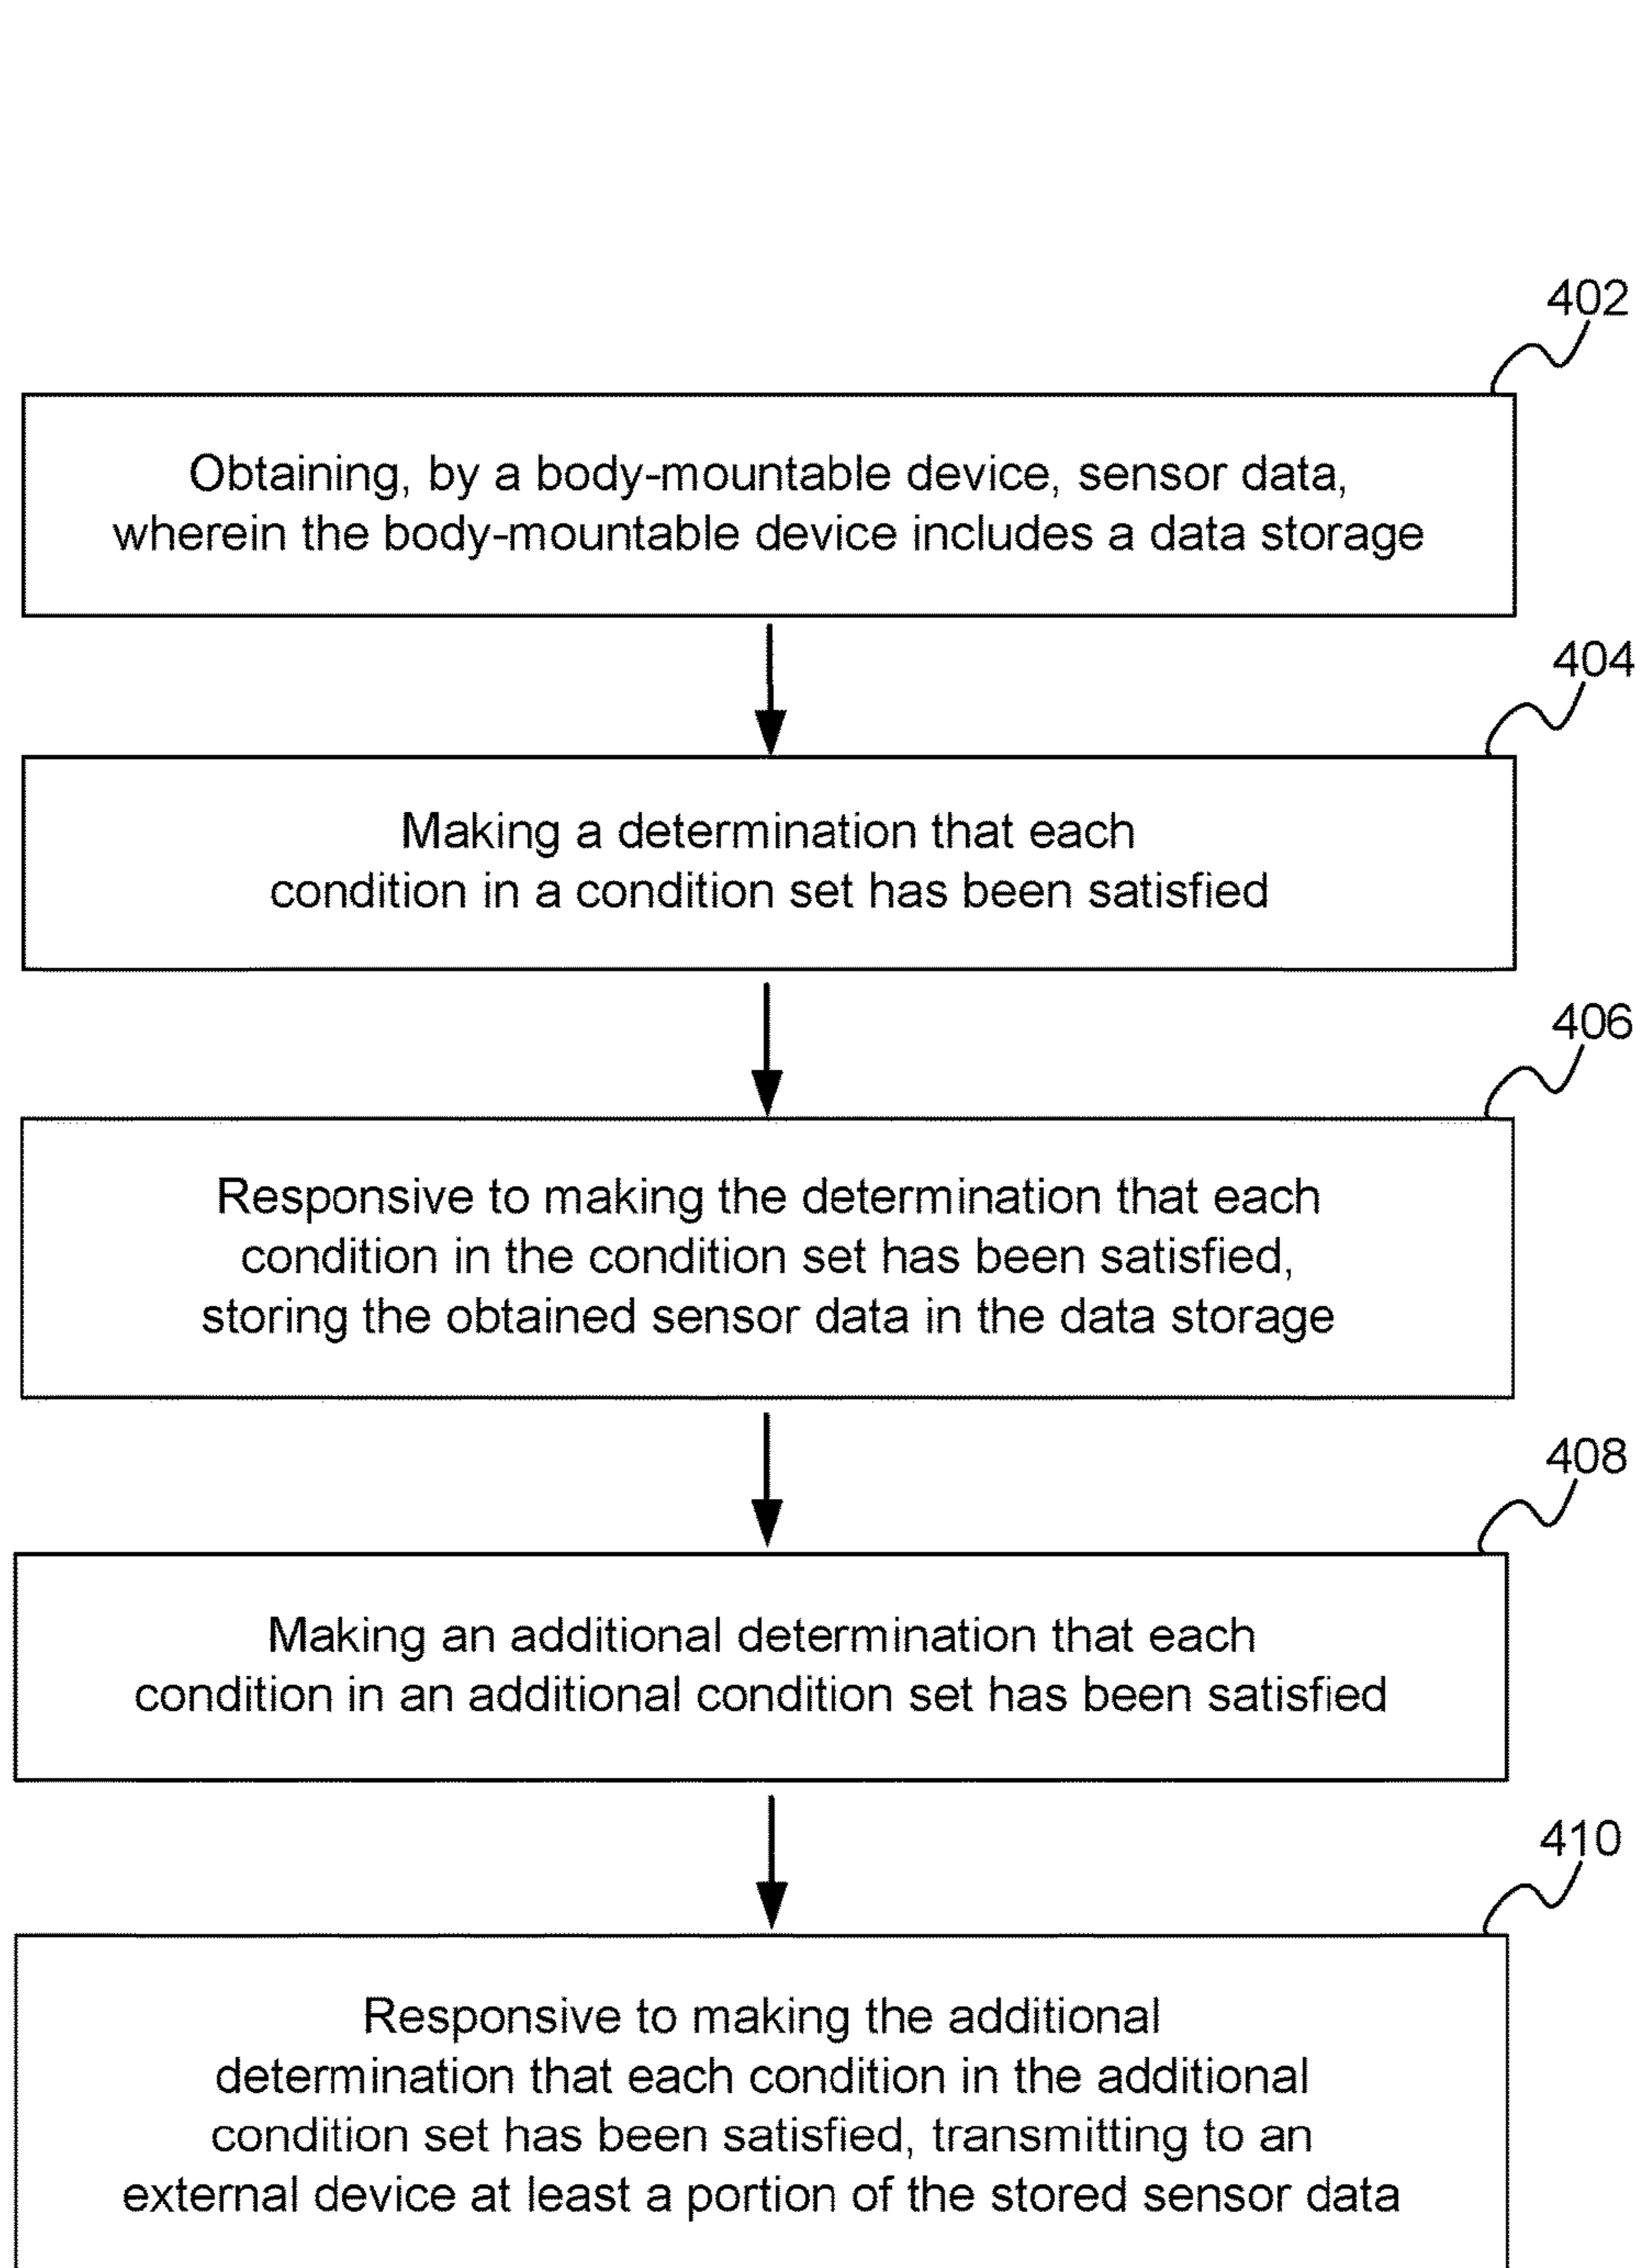 402
Obtaining, by a body-mountable device, sensor data,
wherein the body-mountable device includes a data storage
404
Making a determination that each
condition in a condition set has been satisfied
406
Responsive to making the determination that each
condition in the condition set has been satisfied,
storing the obtained sensor data in the data storage
408
Making an additional determination that each
condition in an additional condition set has been satisfied
410
Responsive to making the additional
determination that each condition in the additional
condition set has been satisfied, transmitting to an
external device at least a portion of the stored sensor data